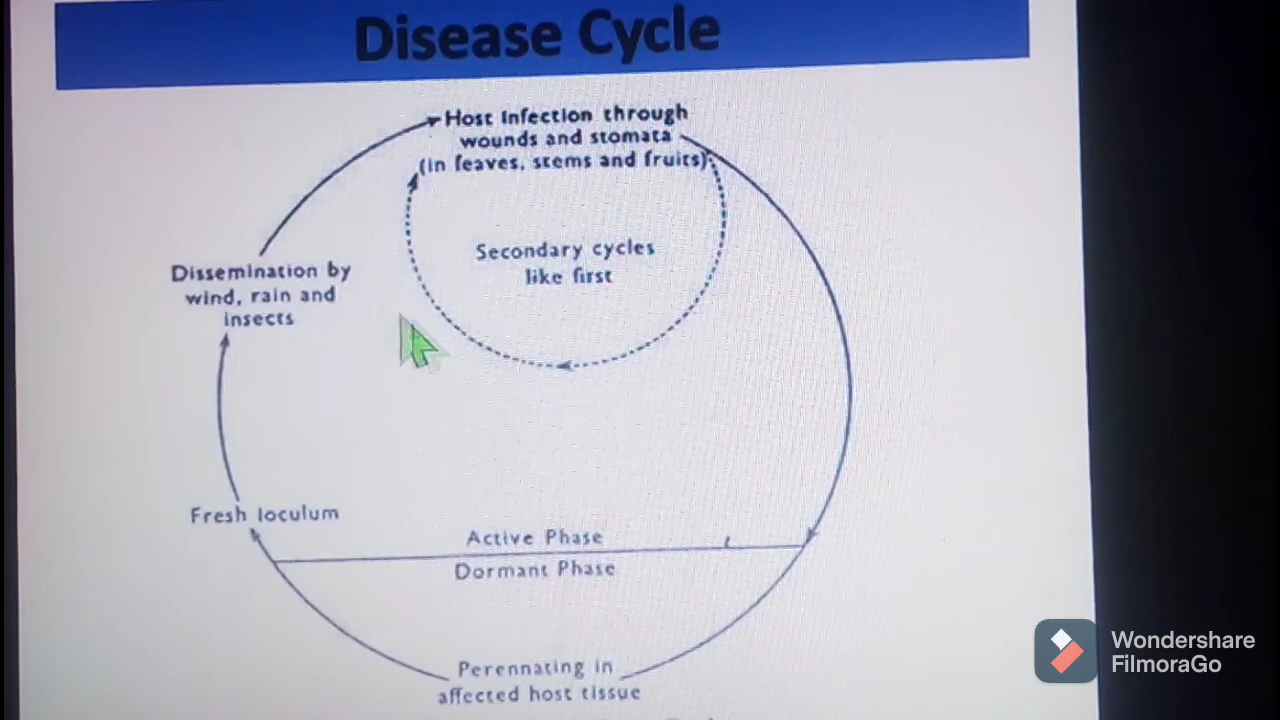 Disease Cycle
Host infection through
wounds and stomata
(in leaves, stems and fruits)
Secondary cycles
like first
Dissemination by
wind, rain and
insects
Fresh Ioculum
Active Phase
Dormant Phase
Perennating in
affected host tissue
Wondershare
FilmoraGo